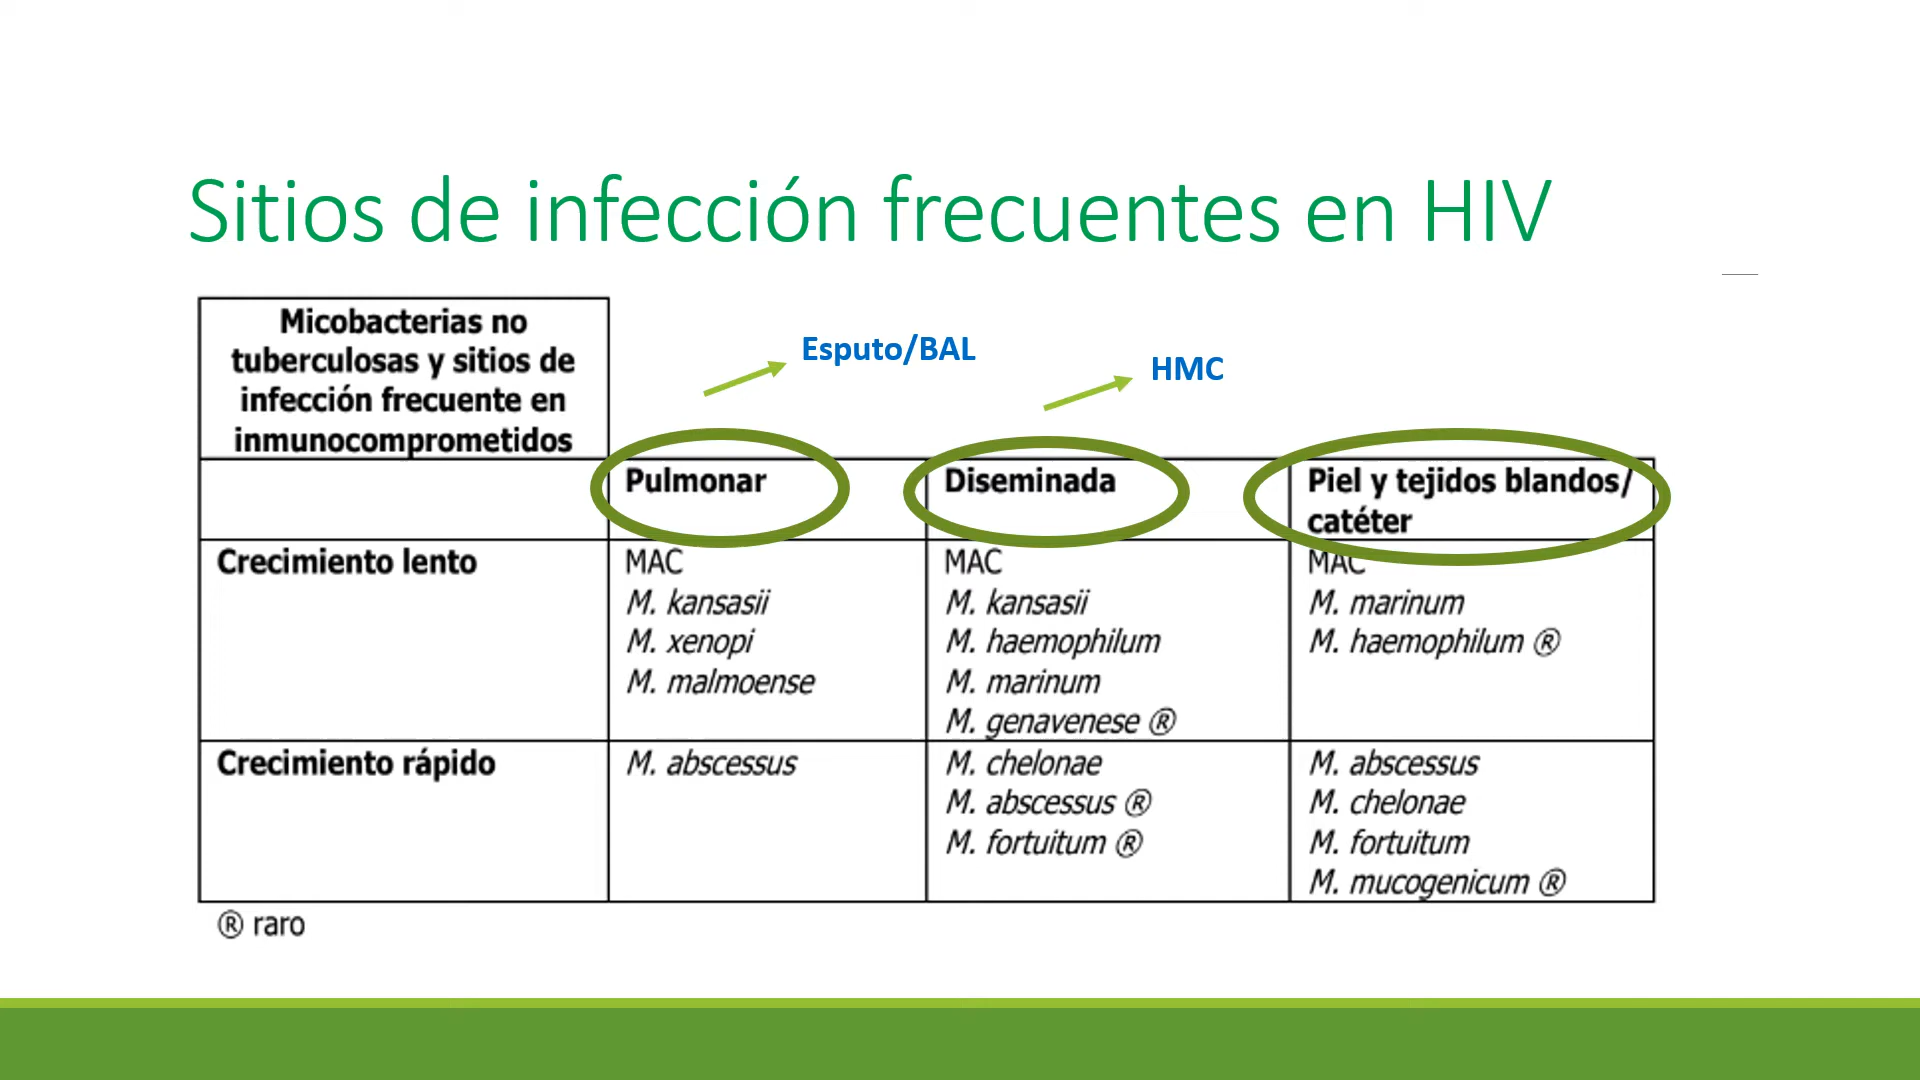 Sitios de infección frecuentes en HIV
Micobacterias no
tuberculosas y sitios de
infección frecuente en
inmunocomprometidos
Esputo/BAL
HMC
Pulmonar
Diseminada
Piel y tejidos blandos/
catéter
Crecimiento lento
MAC
M. kansasii
M. xenopi
M. malmoense
MAC
M. kansasii
M. haemophilum
M. marinum
M. genavenese ®
MAC
M. marinum
M. haemophilum ®
Crecimiento rápido
M. abscessus
M. chelonae
M. abscessus ®
M. fortuitum ®
M. abscessus
M. chelonae
M. fortuitum
M. mucogenicum ®
® raro